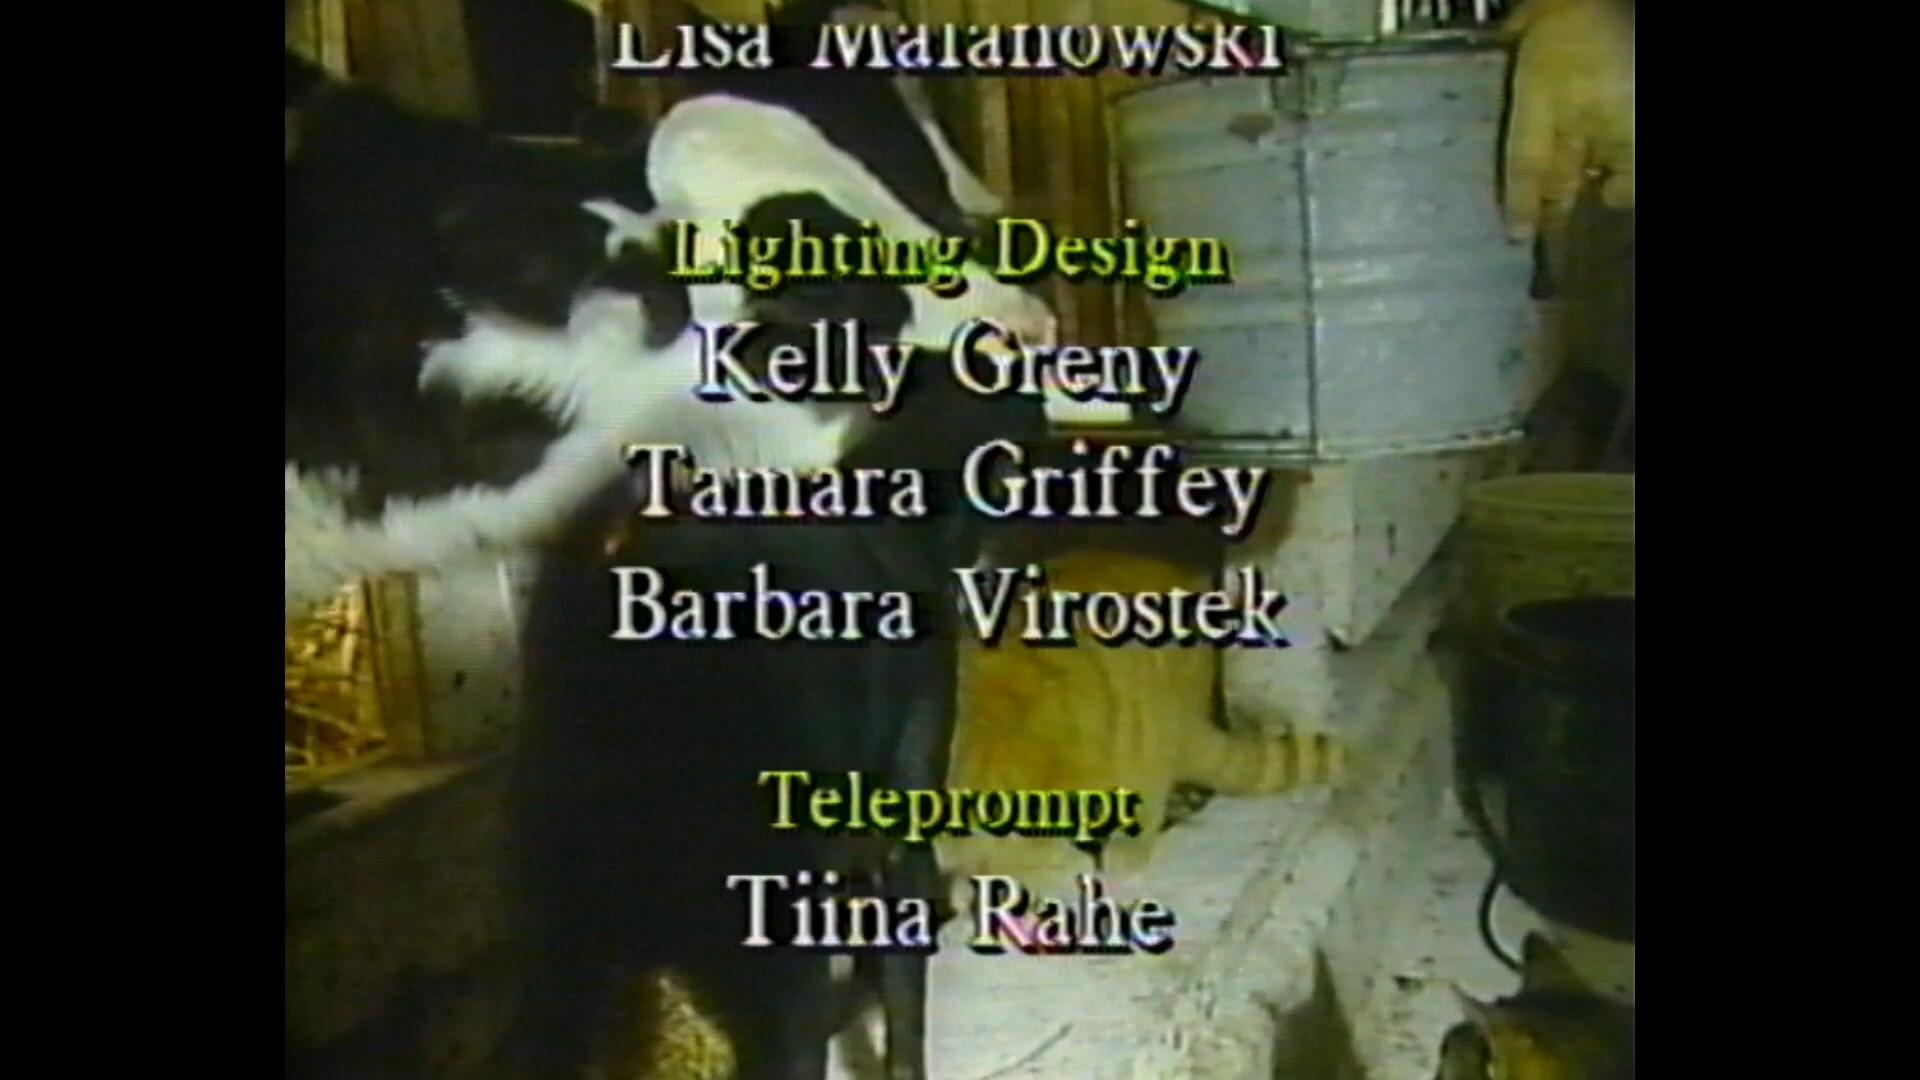 Lisa Malanowski
Lighting Design
Kelly Greny
Tamara Griffey
Barbara Virostek
Teleprompt
Tiina Rahe